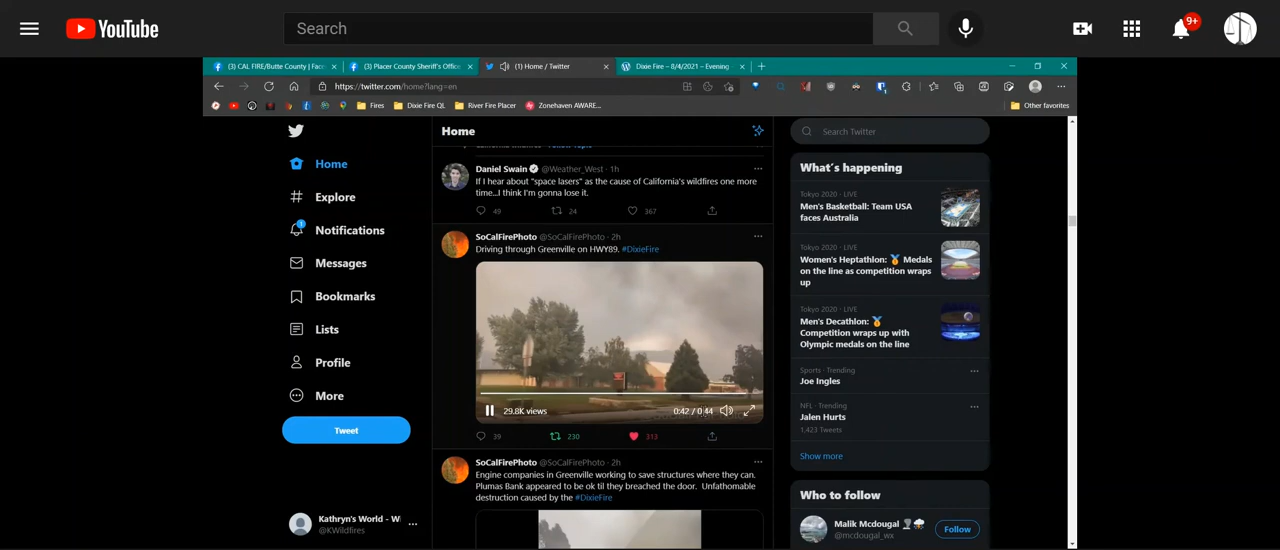 YouTube
Search
9+
(3) CAL FIRE/Butte County | Fac
(3) Placer County Sheriff's Office
(1) Home / Twitter
Dixie Fire – 8/4/2021 – Evening
https://twitter.com/home?lang=en
Fires
Dixie Fire QL
River Fire Placer
Zonehaven AWARE...
Other favorites
Home
Explore
1
Notifications
Messages
Bookmarks
Lists
Profile
More
Tweet
Kathryn's World - Wi
@KWildfires
Home
Daniel Swain @Weather_West · 1h
If I hear about "space lasers" as the cause of California's wildfires one more
time...I think I'm gonna lose it.
49 24 367
SoCalFirePhoto @SoCalFirePhoto · 2h
Driving through Greenville on HWY89. #DixieFire
29.8K views 0:42 / 0:44
39 230 313
SoCalFirePhoto @SoCalFirePhoto · 2h
Engine companies in Greenville working to save structures where they can.
Plumas Bank appeared to be ok til they breached the door. Unfathomable
destruction caused by the #DixieFire
Search Twitter
What's happening
Tokyo 2020 · LIVE
Men's Basketball: Team USA
faces Australia
Tokyo 2020 · LIVE
Women's Heptathlon: 🏅 Medals
on the line as competition wraps
up
Tokyo 2020 · LIVE
Men's Decathlon: 🏅
Competition wraps up with
Olympic medals on the line
Sports · Trending
Joe Ingles
NFL · Trending
Jalen Hurts
1,423 Tweets
Show more
Who to follow
Malik Mcdougal
@mcdougal_wx
Follow